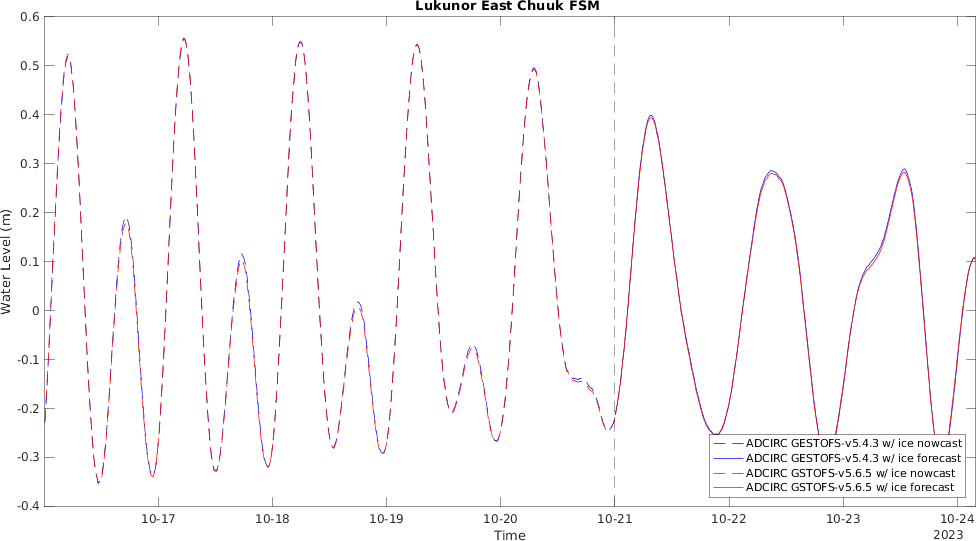 Lukunor East Chuuk FSM
0.6
0.5
0.4
0.3
0.2
0.1
0
-0.1
-0.2
-0.3
-0.4
Water Level (m)
10-17
10-18
10-19
10-20
10-21
10-22
10-23
10-24
2023
Time
ADCIRC GESTOFS-v5.4.3 w/ ice nowcast
ADCIRC GESTOFS-v5.4.3 w/ ice forecast
ADCIRC GSTOFS-v5.6.5 w/ ice nowcast
ADCIRC GSTOFS-v5.6.5 w/ ice forecast